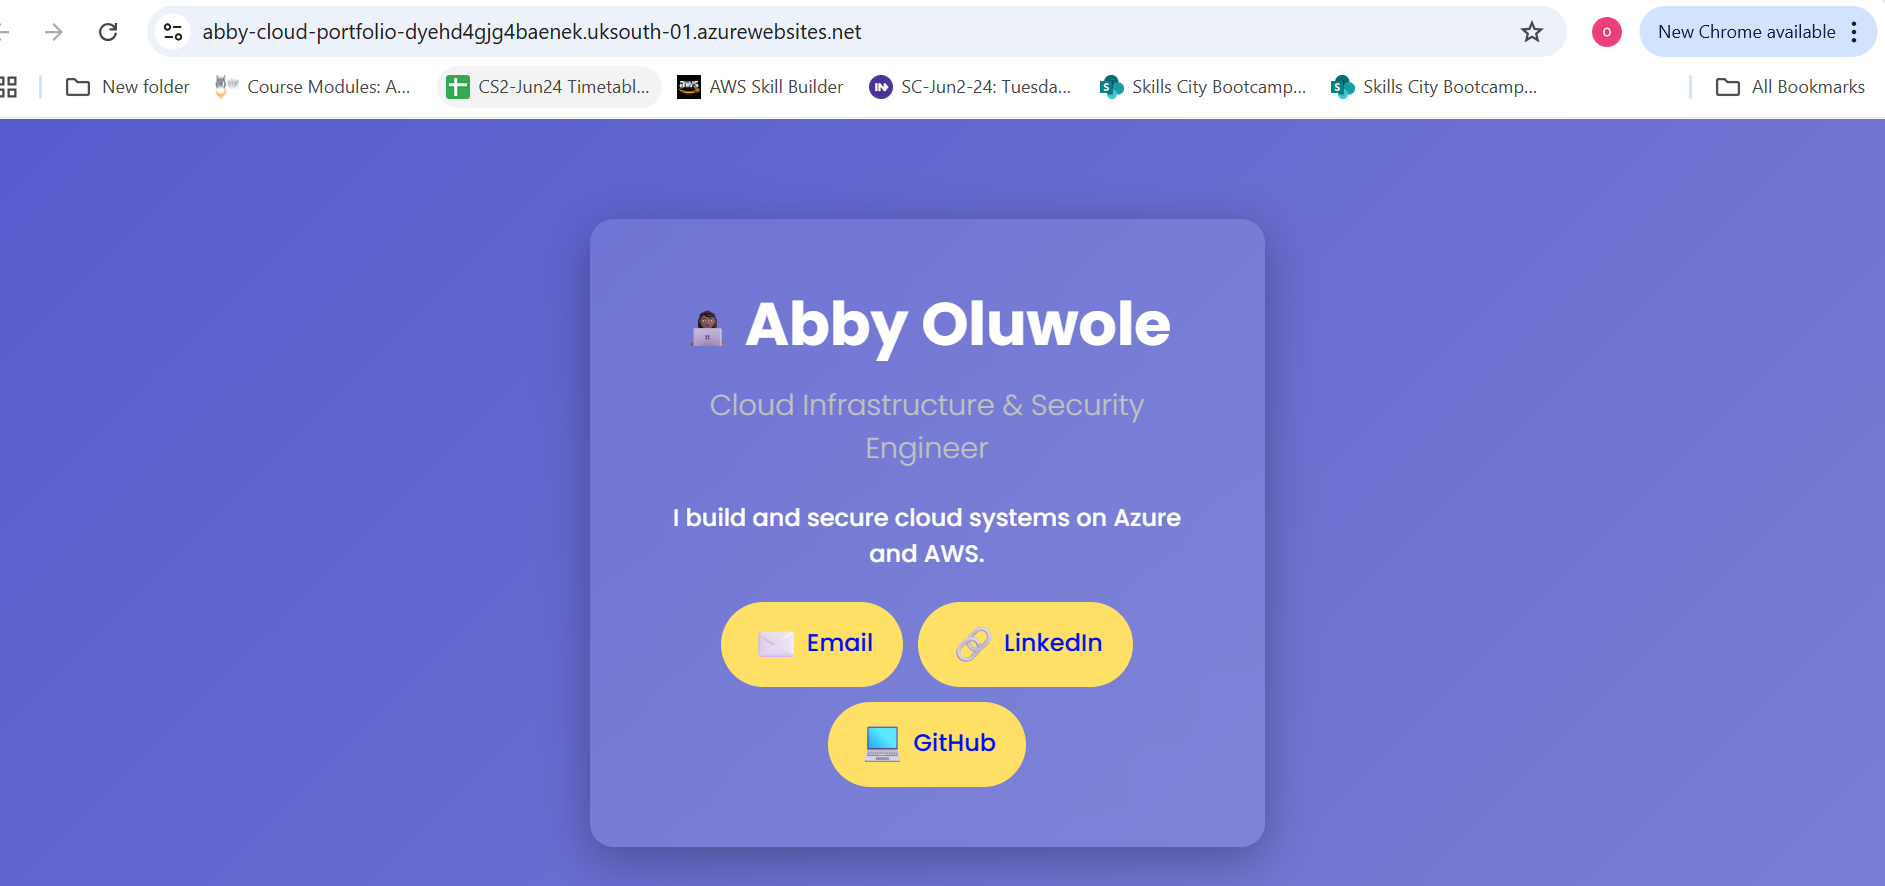 abby-cloud-portfolio-dyehd4gjg4baenek.uksouth-01.azurewebsites.net
O
New Chrome available
New folder
Course Modules: A...
CS2-Jun24 Timetabl...
aws
AWS Skill Builder
IN
SC-Jun2-24: Tuesda...
S
Skills City Bootcamp...
S
Skills City Bootcamp...
All Bookmarks
Abby Oluwole
Cloud Infrastructure & Security
Engineer
I build and secure cloud systems on Azure
and AWS.
Email
LinkedIn
GitHub